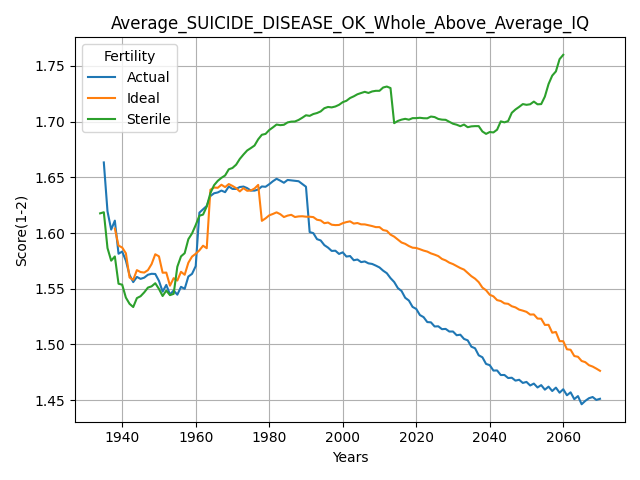 Average_SUICIDE_DISEASE_OK_Whole_Above_Average_IQ
Fertility
Actual
Ideal
Sterile
Score(1-2)
1.75
1.70
1.65
1.60
1.55
1.50
1.45
1940 1960 1980 2000 2020 2040 2060
Years